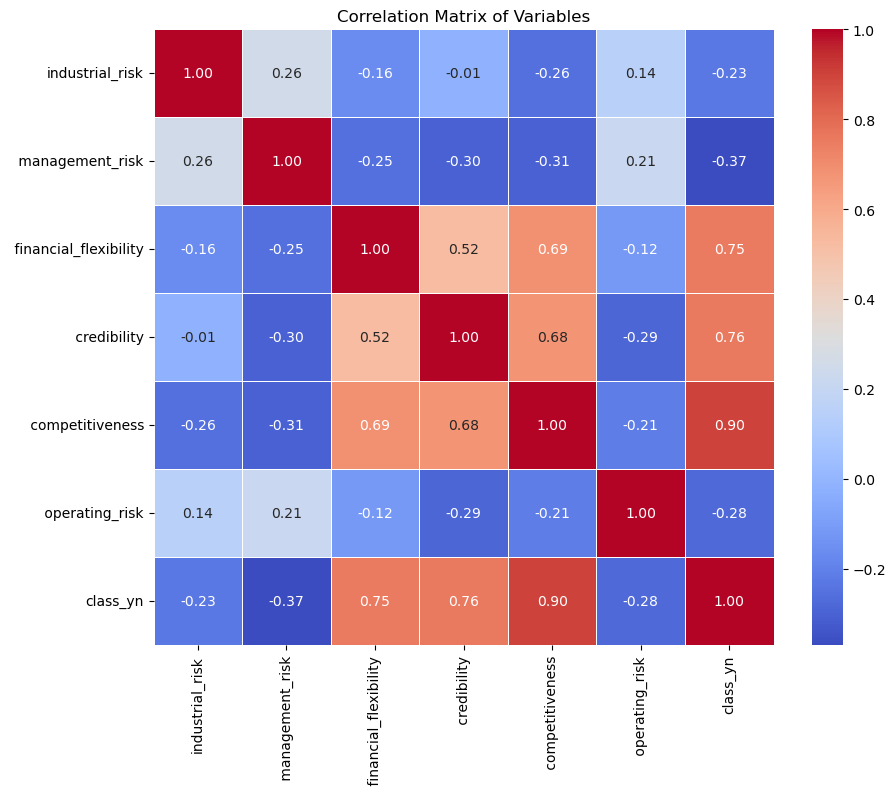 Correlation Matrix of Variables
industrial_risk 1.00 0.26 -0.16 -0.01 -0.26 0.14 -0.23
management_risk 0.26 1.00 -0.25 -0.30 -0.31 0.21 -0.37
financial_flexibility -0.16 -0.25 1.00 0.52 0.69 -0.12 0.75
credibility -0.01 -0.30 0.52 1.00 0.68 -0.29 0.76
competitiveness -0.26 -0.31 0.69 0.68 1.00 -0.21 0.90
operating_risk 0.14 0.21 -0.12 -0.29 -0.21 1.00 -0.28
class_yn -0.23 -0.37 0.75 0.76 0.90 -0.28 1.00
industrial_risk
management_risk
financial_flexibility
credibility
competitiveness
operating_risk
class_yn
1.0
0.8
0.6
0.4
0.2
0.0
−0.2